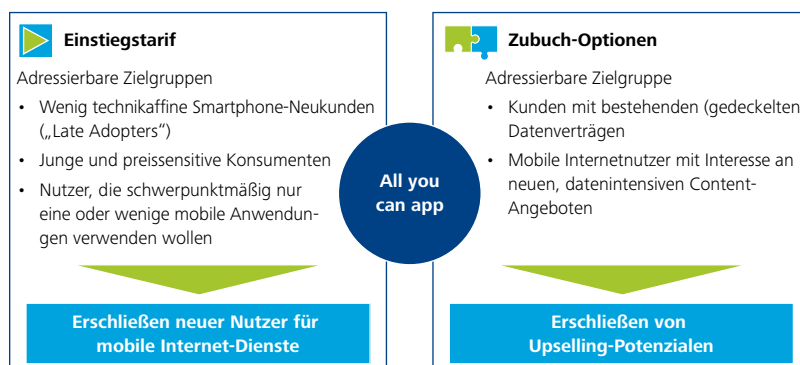 Einstiegstarif
Adressierbare Zielgruppen
• Wenig technikaffine Smartphone-Neukunden
(„Late Adopters“)
• Junge und preissensitive Konsumenten
• Nutzer, die schwerpunktmäßig nur
eine oder wenige mobile Anwendun-
gen verwenden wollen
Erschließen neuer Nutzer für
mobile Internet-Dienste
All you
can app
Zubuch-Optionen
Adressierbare Zielgruppe
• Kunden mit bestehenden (gedeckelten
Datenverträgen
• Mobile Internetnutzer mit Interesse an
neuen, datenintensiven Content-
Angeboten
Erschließen von
Upselling-Potenzialen